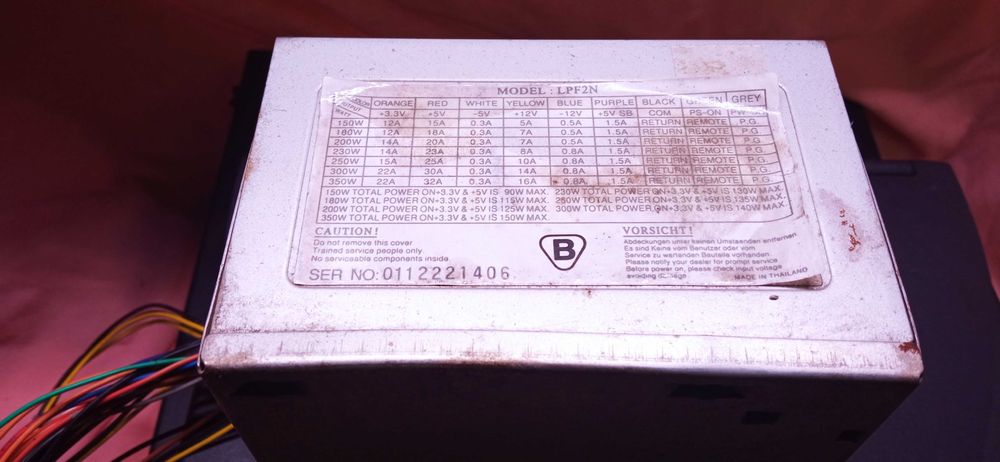 MODEL : LPF2N
COLOR OUTPUT WATT ORANGE RED WHITE YELLOW BLUE PURPLE BLACK GREEN GREY
+3.3V +5V -5V +12V -12V +5V SB COM PS-ON
150W 12A 15A 0.3A 5A 0.5A 1.5A RETURN REMOTE P.G.
180W 12A 18A 0.3A 7A 0.5A 1.5A RETURN REMOTE P.G.
200W 14A 20A 0.3A 7A 0.5A 1.5A RETURN REMOTE P.G.
230W 14A 23A 0.3A 8A 0.8A 1.5A RETURN REMOTE P.G.
250W 15A 25A 0.3A 10A 0.8A 1.5A RETURN REMOTE P.G.
300W 22A 30A 0.3A 14A 0.8A 1.5A RETURN REMOTE P.G.
350W 22A 32A 0.3A 16A 0.8A 1.5A RETURN REMOTE P.G.
150W TOTAL POWER ON+3.3V & +5V IS 90W MAX. 230W TOTAL POWER ON+3.3V & +5V IS 130W MAX.
180W TOTAL POWER ON+3.3V & +5V IS 115W MAX. 250W TOTAL POWER ON+3.3V & +5V IS 135W MAX.
200W TOTAL POWER ON+3.3V & +5V IS 125W MAX. 300W TOTAL POWER ON+3.3V & +5V IS 140W MAX.
350W TOTAL POWER ON+3.3V & +5V IS 150W MAX.
CAUTION !
Do not remove this cover
Trained service people only.
No serviceable components inside
SER NO: 0112221406
B
VORSICHT !
Abdeckungen unter keinen Umstaenden entfernen
Es sind Keine vom Benutzer oder vom
Service zu wartenden Bauteile vorhanden
Please notify your dealer for prompt service
Before power on, please check input voltage
avoiding damage
MADE IN THAILAND